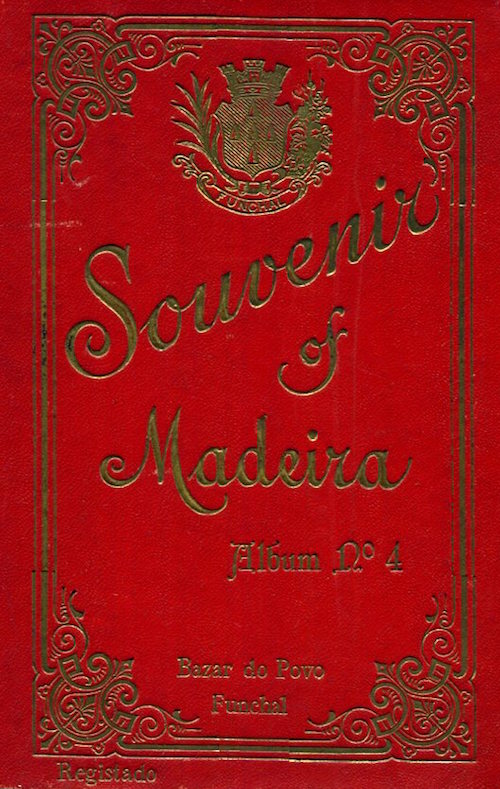 FUNCHAL
Souvenir
of
Madeira
Album Nº 4
Bazar do Povo
Funchal
Registado